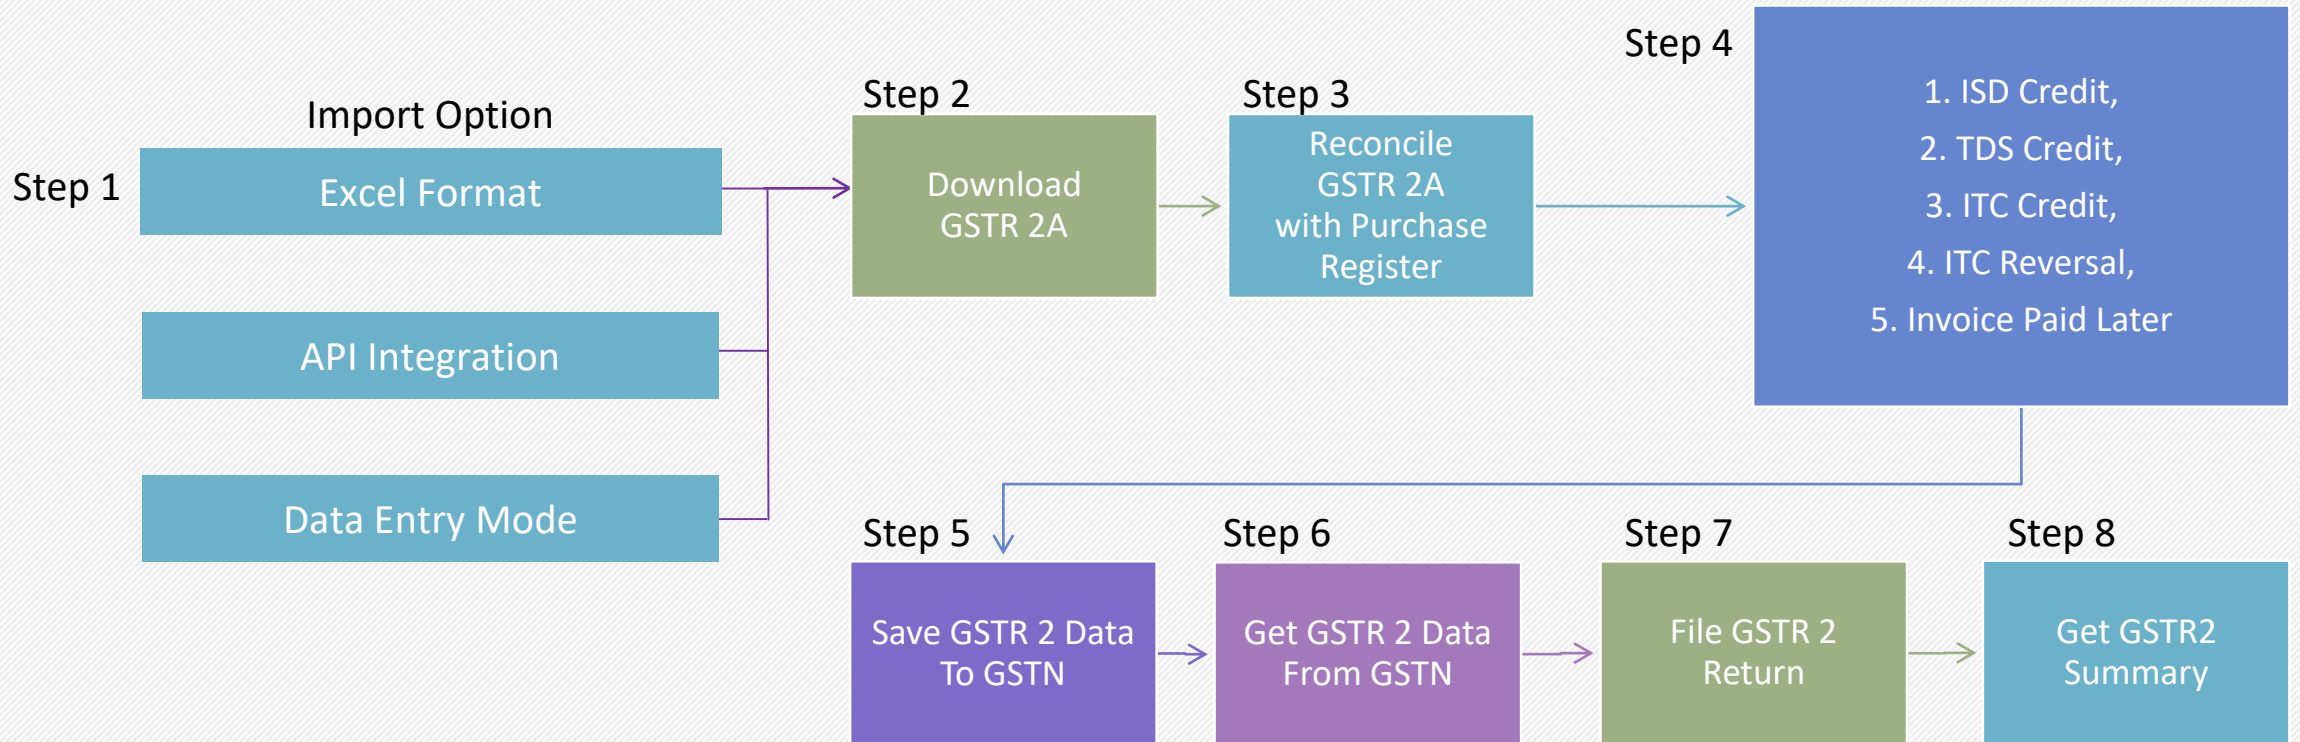 Import Option
Step 1
Excel Format
API Integration
Data Entry Mode
Step 2
Download
GSTR 2A
Step 3
Reconcile
GSTR 2A
with Purchase
Register
Step 4
1. ISD Credit,
2. TDS Credit,
3. ITC Credit,
4. ITC Reversal,
5. Invoice Paid Later
Step 5
Save GSTR 2 Data
To GSTN
Step 6
Get GSTR 2 Data
From GSTN
Step 7
File GSTR 2
Return
Step 8
Get GSTR2
Summary